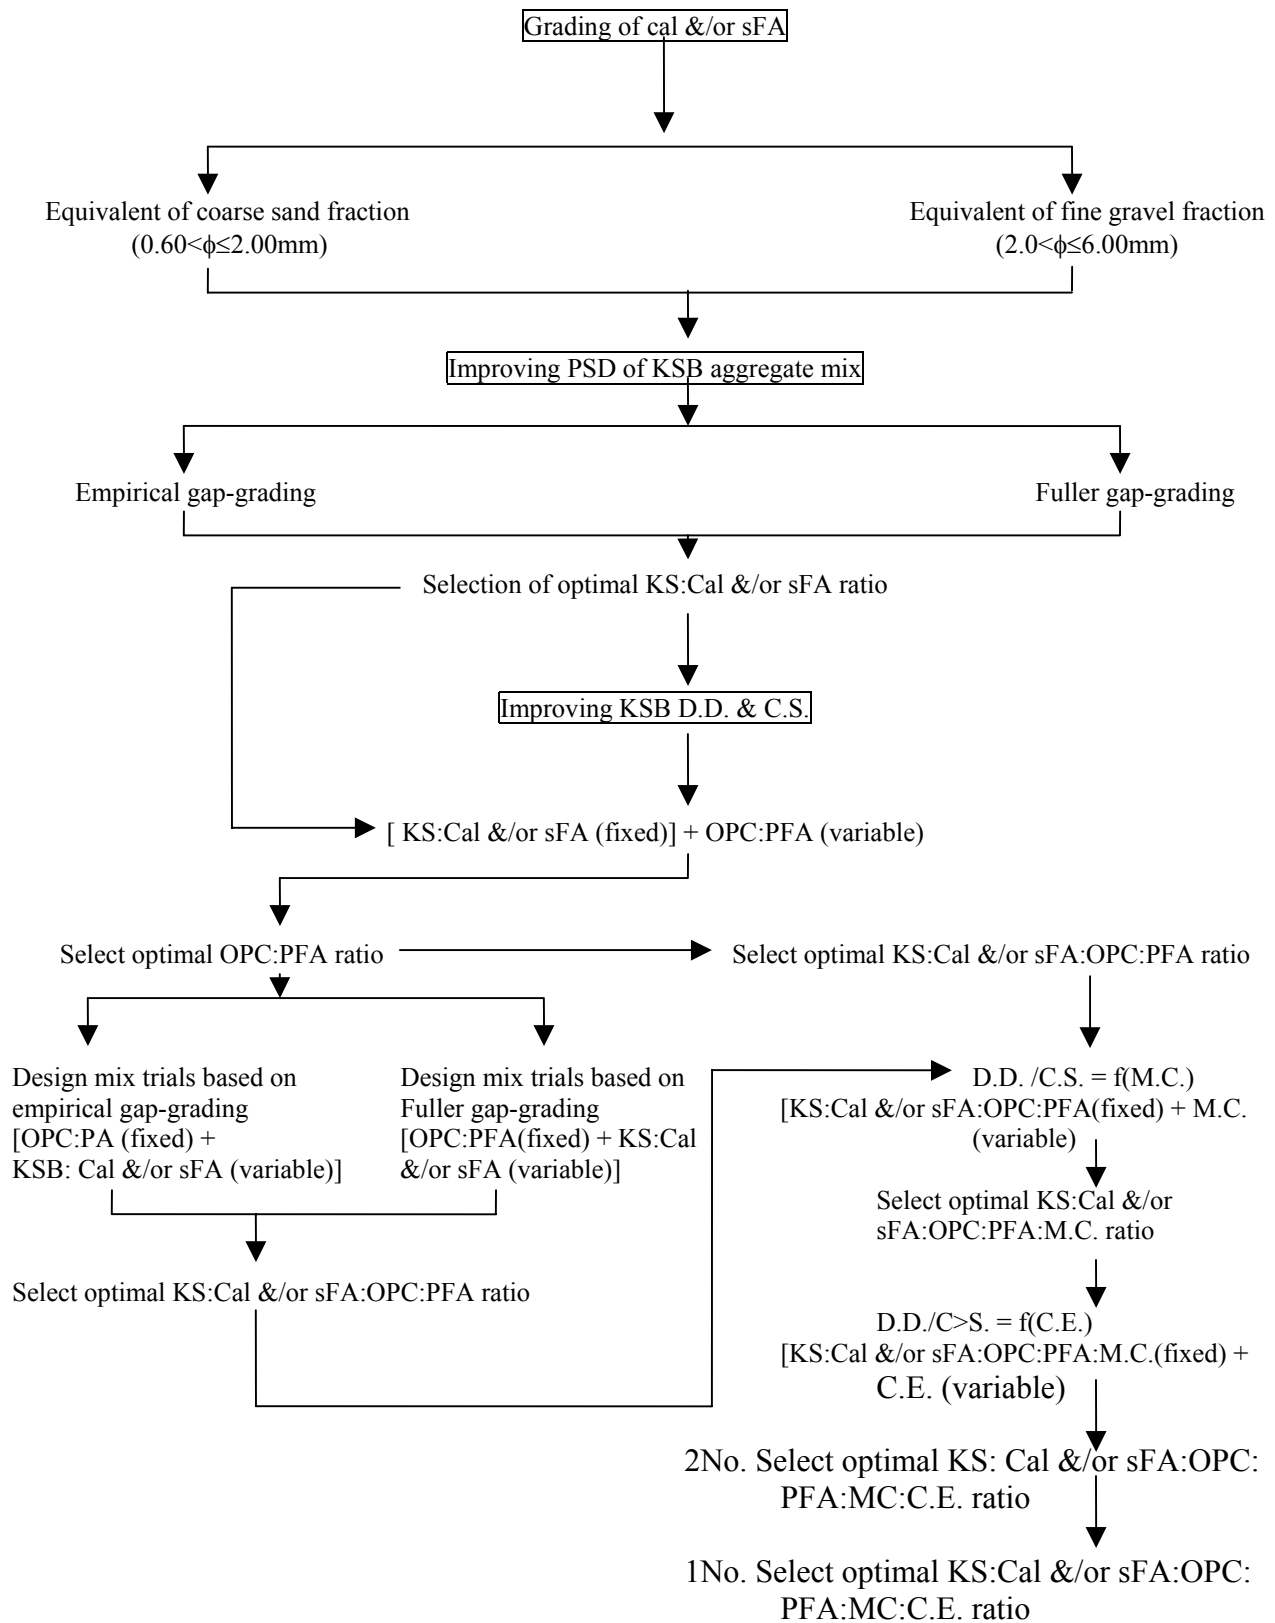 Grading of cal &/or sFA
Equivalent of coarse sand fraction
(0.60<ϕ≤2.00mm)
Equivalent of fine gravel fraction
(2.0<ϕ≤6.00mm)
Improving PSD of KSB aggregate mix
Empirical gap-grading
Fuller gap-grading
Selection of optimal KS:Cal &/or sFA ratio
Improving KSB D.D. & C.S.
[ KS:Cal &/or sFA (fixed)] + OPC:PFA (variable)
Select optimal OPC:PFA ratio
Select optimal KS:Cal &/or sFA:OPC:PFA ratio
Design mix trials based on
empirical gap-grading
[OPC:PA (fixed) +
KSB: Cal &/or sFA (variable)]
Design mix trials based on
Fuller gap-grading
[OPC:PFA(fixed) + KS:Cal
&/or sFA (variable)]
D.D. /C.S. = f(M.C.)
[KS:Cal &/or sFA:OPC:PFA(fixed) + M.C.
(variable)
Select optimal KS:Cal &/or
sFA:OPC:PFA:M.C. ratio
Select optimal KS:Cal &/or sFA:OPC:PFA ratio
D.D./C>S. = f(C.E.)
[KS:Cal &/or sFA:OPC:PFA:M.C.(fixed) +
C.E. (variable)
2No. Select optimal KS: Cal &/or sFA:OPC:
PFA:MC:C.E. ratio
1No. Select optimal KS:Cal &/or sFA:OPC:
PFA:MC:C.E. ratio